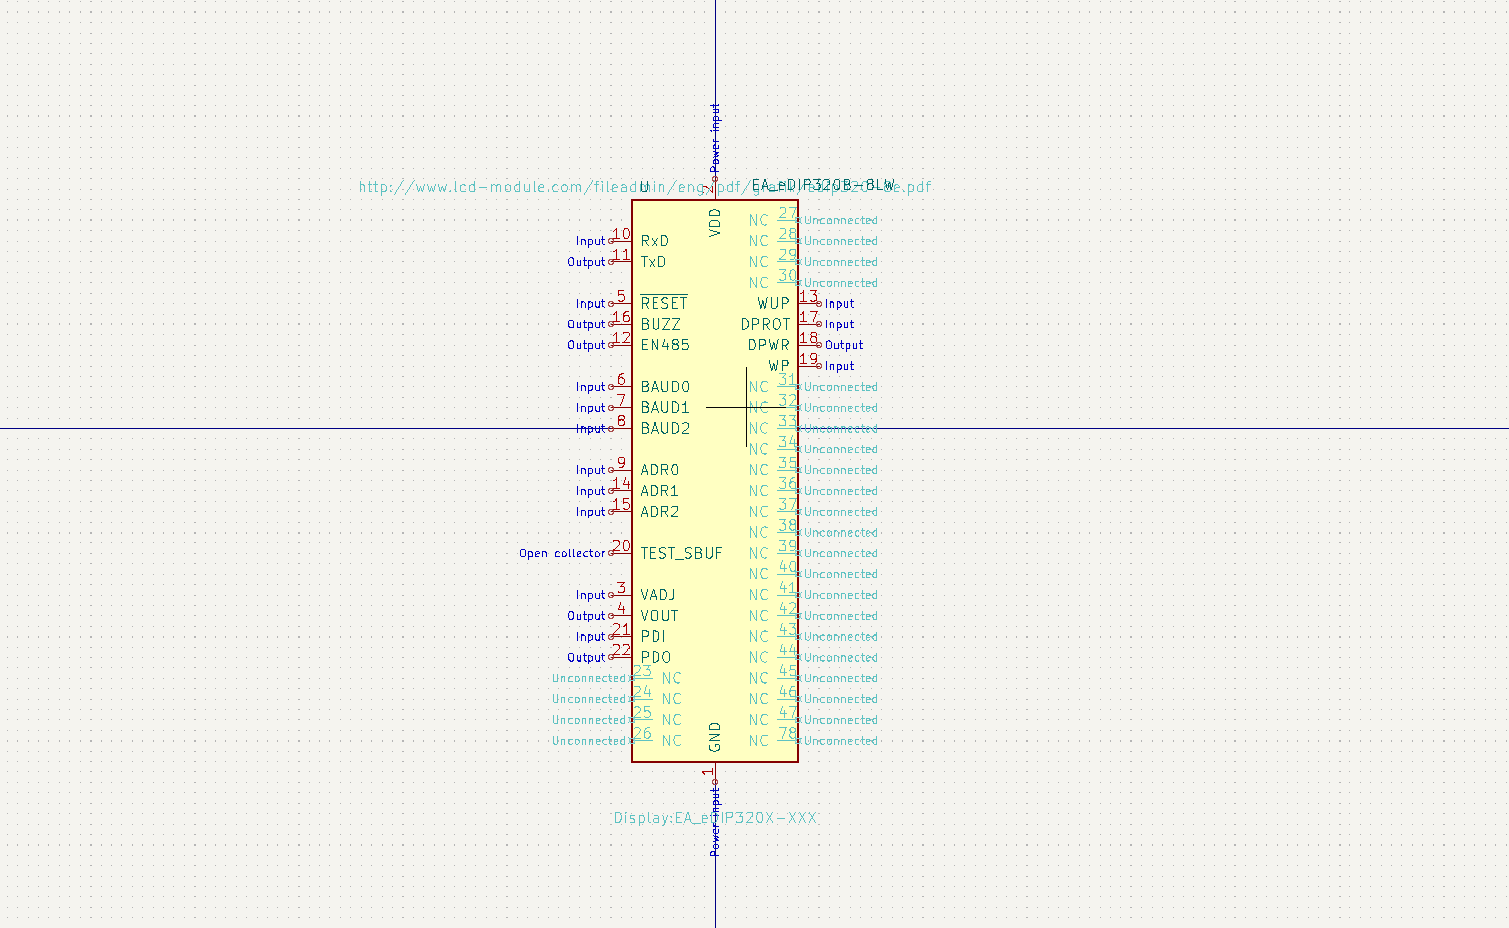 Power input
http://www.lcd-module.com/fileadmin/eng/pdf/grafik/edip320-8e.pdf
U 2 EA_eDIP320B-8LW
VDD
NC 27 Unconnected
Input 10 RxD NC 28 Unconnected
Output 11 TxD NC 29 Unconnected
NC 30 Unconnected
Input 5 RESET WUP 13 Input
Output 16 BUZZ DPROT 17 Input
Output 12 EN485 DPWR 18 Output
WP 19 Input
Input 6 BAUD0 NC 31 Unconnected
Input 7 BAUD1 NC 32 Unconnected
Input 8 BAUD2 NC 33 Unconnected
NC 34 Unconnected
Input 9 ADR0 NC 35 Unconnected
Input 14 ADR1 NC 36 Unconnected
Input 15 ADR2 NC 37 Unconnected
NC 38 Unconnected
Open collector 20 TEST_SBUF NC 39 Unconnected
NC 40 Unconnected
Input 3 VADJ NC 41 Unconnected
Output 4 VOUT NC 42 Unconnected
Input 21 PDI NC 43 Unconnected
Output 22 PDO NC 44 Unconnected
Unconnected 23 NC NC 45 Unconnected
Unconnected 24 NC NC 46 Unconnected
Unconnected 25 NC NC 47 Unconnected
Unconnected 26 NC NC 78 Unconnected
GND
1
Power input
Display:EA_eDIP320X-XXX